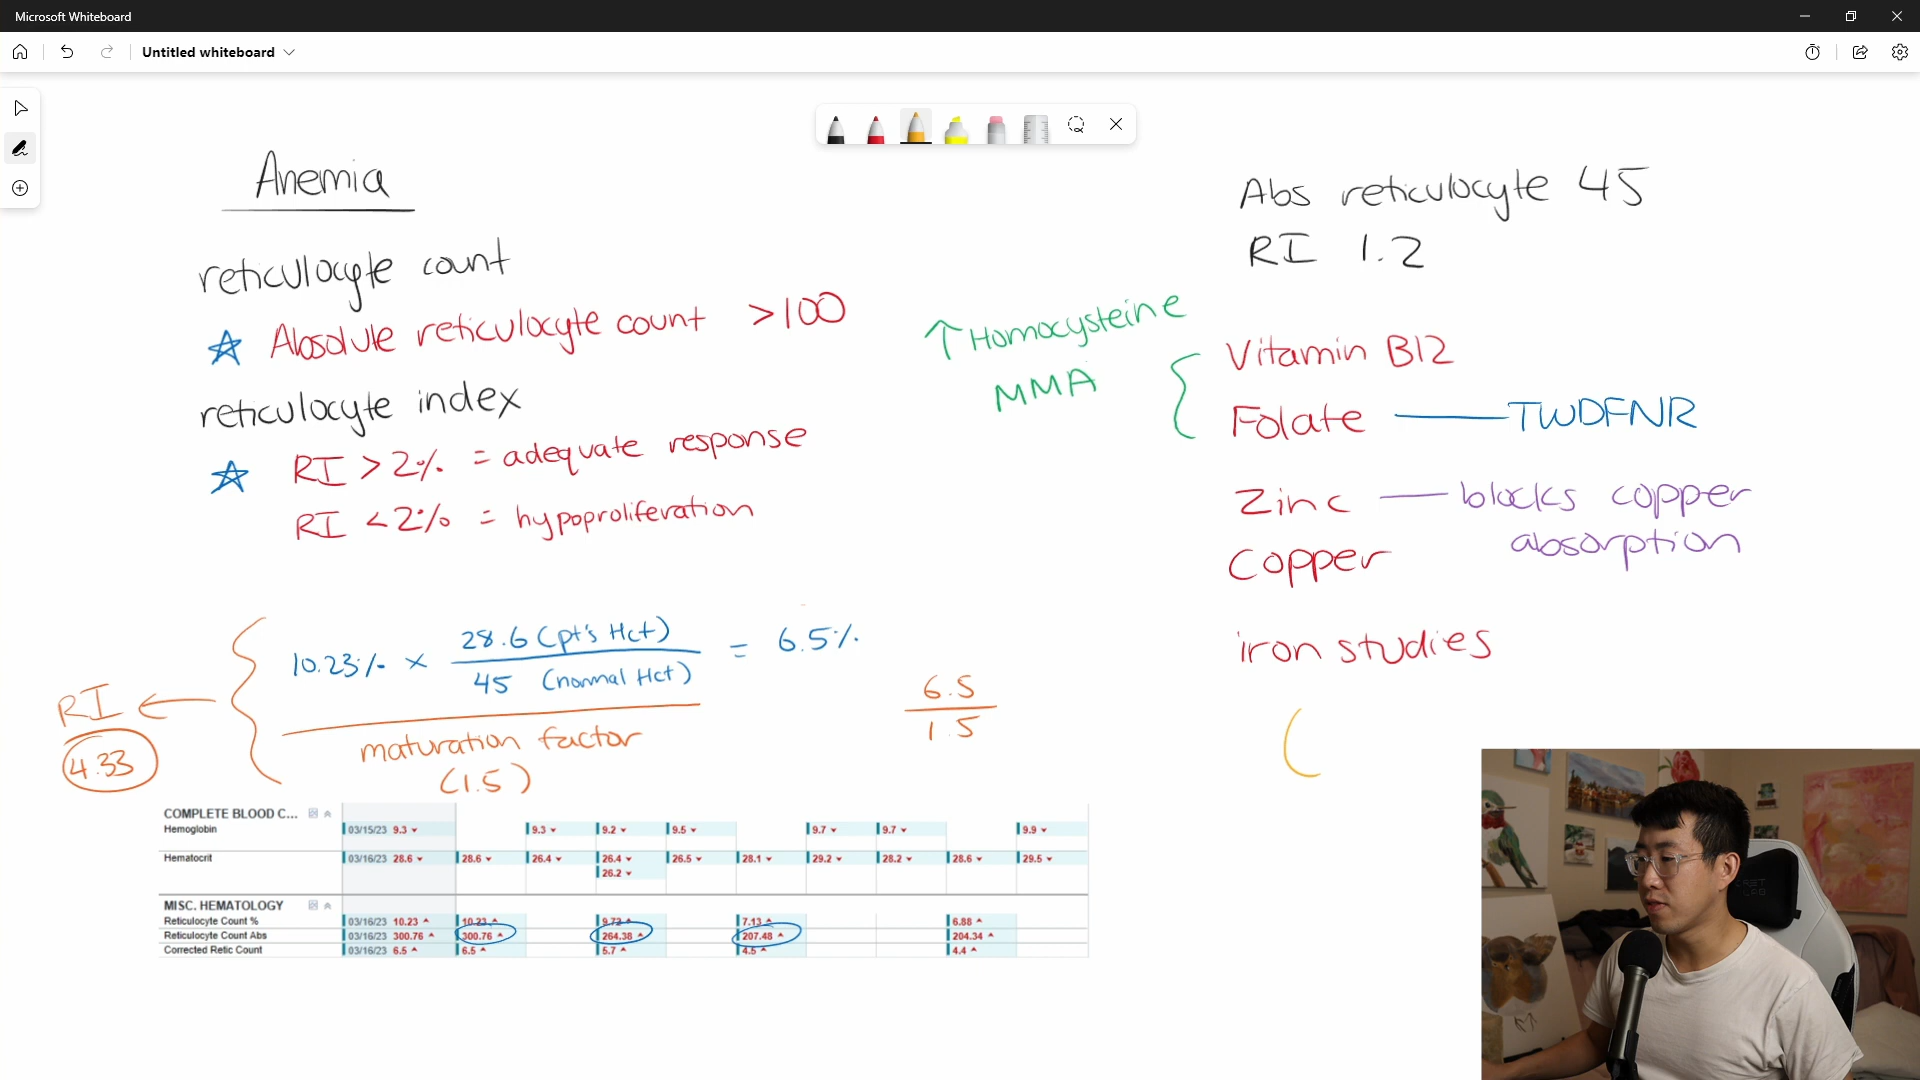 Microsoft Whiteboard
Untitled whiteboard
Anemia
reticulocyte count
Absolute reticulocyte count >100
reticulocyte index
RI >2% = adequate response
RI <2% = hypoproliferation
10.23% × 28.6 (pt's Hct) = 6.5%
45 (normal Hct)
maturation factor
(1.5)
RI
4.33
6.5
1.5
Abs reticulocyte 45
RI 1.2
↑Homocysteine
MMA
Vitamin B12
Folate — TWDFNR
Zinc — blocks copper
absorption
Copper
iron studies
(
COMPLETE BLOOD C...
Hemoglobin 03/15/23 9.3 9.3 9.2 9.5 9.7 9.7 9.9
Hematocrit 03/16/23 28.6 28.6 26.4 26.4 26.5 28.1 29.2 28.2 28.6 29.5
26.2
MISC. HEMATOLOGY
Reticulocyte Count % 03/16/23 10.23 10.23 9.73 7.13 6.88
Reticulocyte Count Abs 03/16/23 300.76 300.76 264.38 207.48 204.34
Corrected Retic Count 03/16/23 6.5 6.5 5.7 4.5 4.4